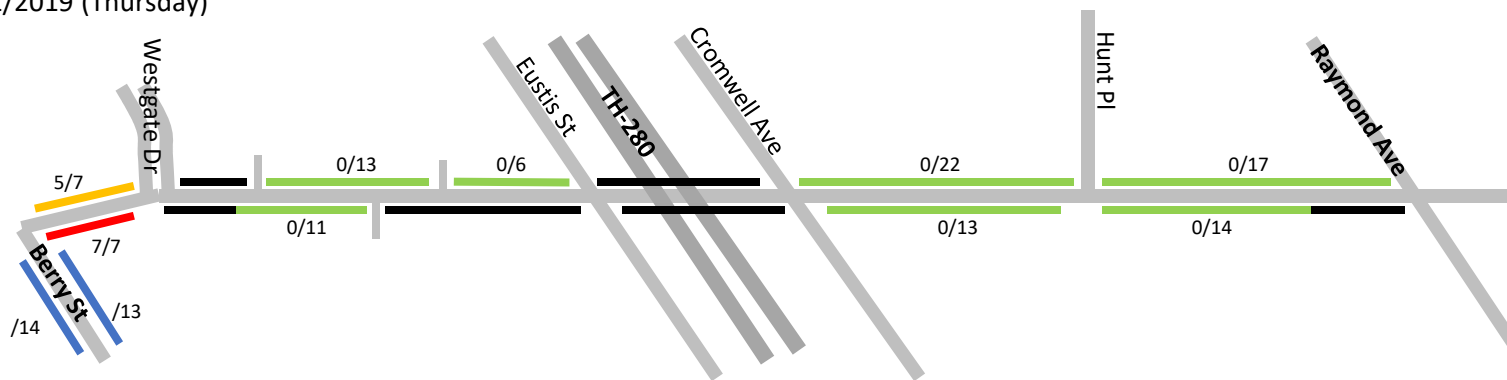 /2019 (Thursday)
Westgate Dr
Eustis St
TH-280
Cromwell Ave
Hunt Pl
Raymond Ave
5/7
0/13
0/6
0/22
0/17
7/7
0/11
0/13
0/14
Berry St
/14
/13